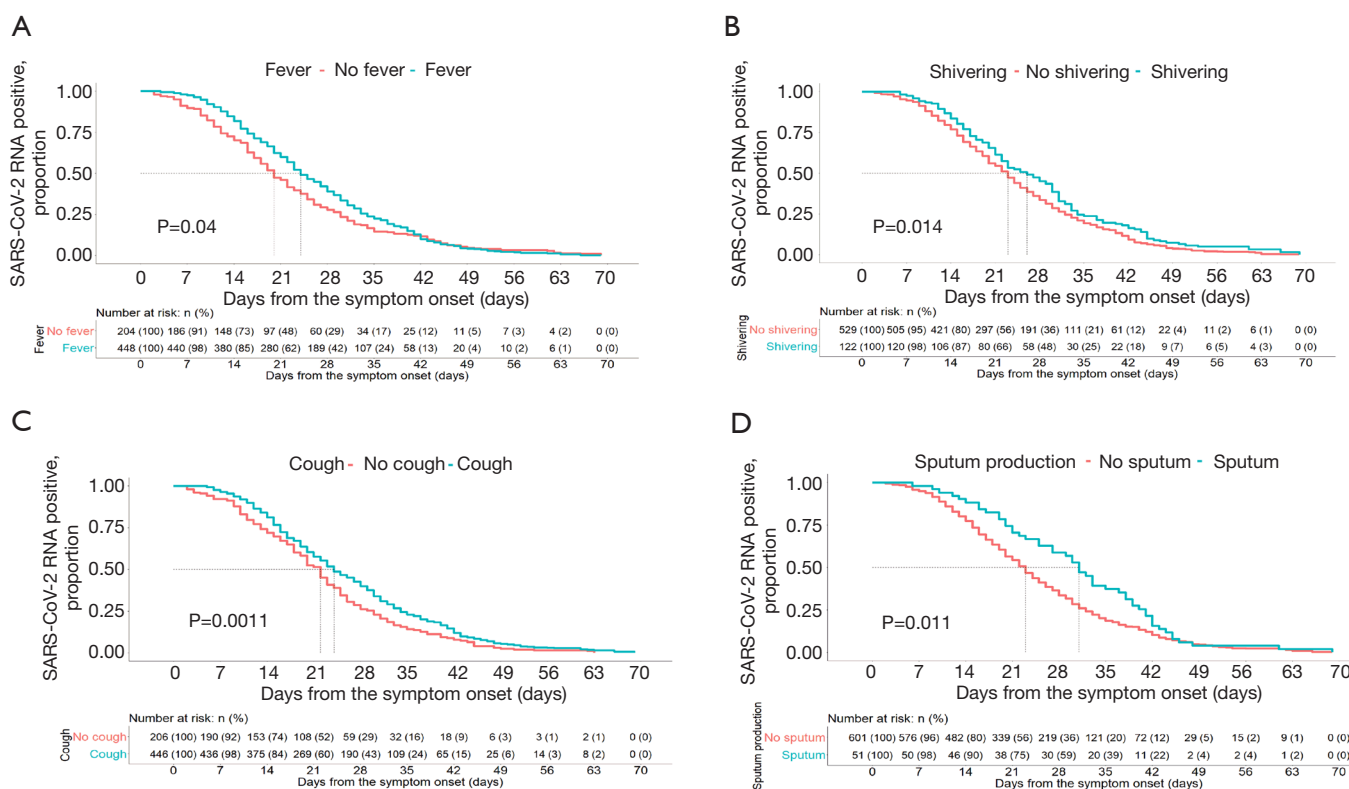 A
Fever - No fever - Fever
SARS-CoV-2 RNA positive,
proportion
1.00
0.75
0.50
0.25
0.00
P=0.04
0 7 14 21 28 35 42 49 56 63 70
Days from the symptom onset (days)
Number at risk: n (%)
Fever
No fever 204 (100) 186 (91) 148 (73) 97 (48) 60 (29) 34 (17) 25 (12) 11 (5) 7 (3) 4 (2) 0 (0)
Fever 448 (100) 440 (98) 380 (85) 280 (62) 189 (42) 107 (24) 58 (13) 20 (4) 10 (2) 6 (1) 0 (0)
0 7 14 21 28 35 42 49 56 63 70
Days from the symptom onset (days)
B
Shivering - No shivering - Shivering
SARS-CoV-2 RNA positive,
proportion
1.00
0.75
0.50
0.25
0.00
P=0.014
0 7 14 21 28 35 42 49 56 63 70
Days from the symptom onset (days)
Number at risk: n (%)
Shivering
No shivering 529 (100) 505 (95) 421 (80) 297 (56) 191 (36) 111 (21) 61 (12) 22 (4) 11 (2) 6 (1) 0 (0)
Shivering 122 (100) 120 (98) 106 (87) 80 (66) 58 (48) 30 (25) 22 (18) 9 (7) 6 (5) 4 (3) 0 (0)
0 7 14 21 28 35 42 49 56 63 70
Days from the symptom onset (days)
C
Cough - No cough - Cough
SARS-CoV-2 RNA positive,
proportion
1.00
0.75
0.50
0.25
0.00
P=0.0011
0 7 14 21 28 35 42 49 56 63 70
Days from the symptom onset (days)
Number at risk: n (%)
Cough
No cough 206 (100) 190 (92) 153 (74) 108 (52) 59 (29) 32 (16) 18 (9) 6 (3) 3 (1) 2 (1) 0 (0)
Cough 446 (100) 436 (98) 375 (84) 269 (60) 190 (43) 109 (24) 65 (15) 25 (6) 14 (3) 8 (2) 0 (0)
0 7 14 21 28 35 42 49 56 63 70
Days from the symptom onset (days)
D
Sputum production - No sputum - Sputum
SARS-CoV-2 RNA positive,
proportion
1.00
0.75
0.50
0.25
0.00
P=0.011
0 7 14 21 28 35 42 49 56 63 70
Days from the symptom onset (days)
Number at risk: n (%)
Sputum production
No sputum 601 (100) 576 (96) 482 (80) 339 (56) 219 (36) 121 (20) 72 (12) 29 (5) 15 (2) 9 (1) 0 (0)
Sputum 51 (100) 50 (98) 46 (90) 38 (75) 30 (59) 20 (39) 11 (22) 2 (4) 2 (4) 1 (2) 0 (0)
0 7 14 21 28 35 42 49 56 63 70
Days from the symptom onset (days)